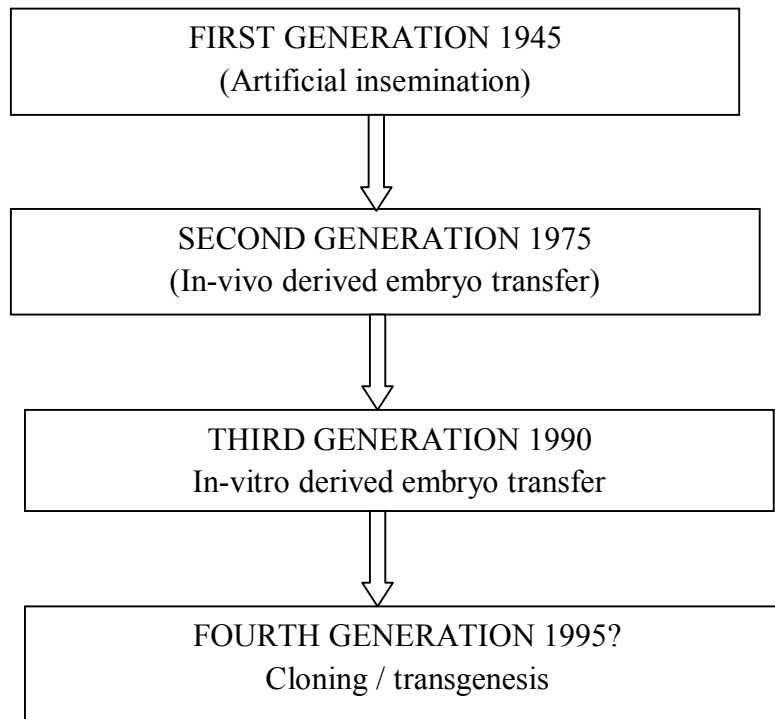 FIRST GENERATION 1945
(Artificial insemination)
SECOND GENERATION 1975
(In-vivo derived embryo transfer)
THIRD GENERATION 1990
In-vitro derived embryo transfer
FOURTH GENERATION 1995?
Cloning / transgenesis